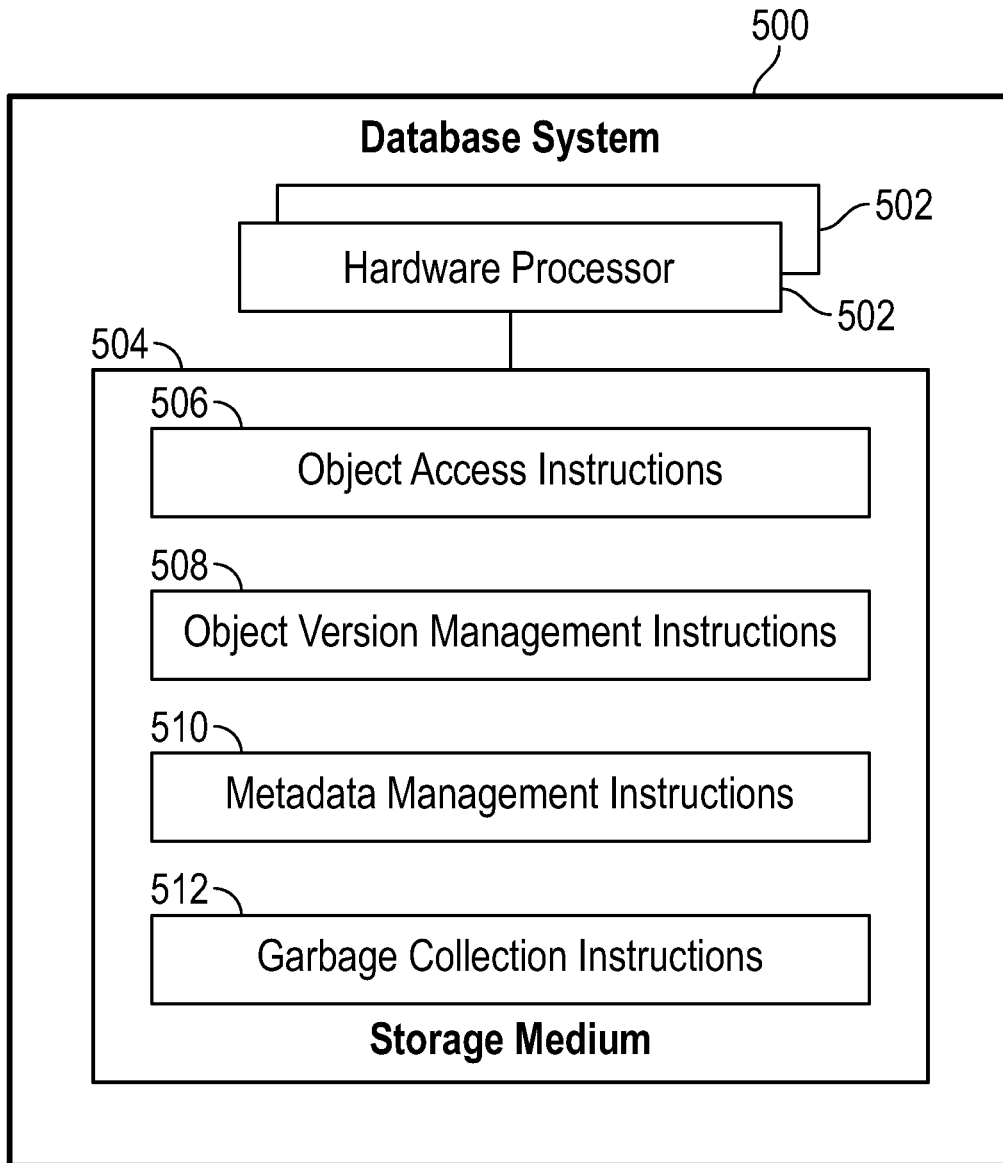 500
Database System
502
Hardware Processor
502
504
506
Object Access Instructions
508
Object Version Management Instructions
510
Metadata Management Instructions
512
Garbage Collection Instructions
Storage Medium